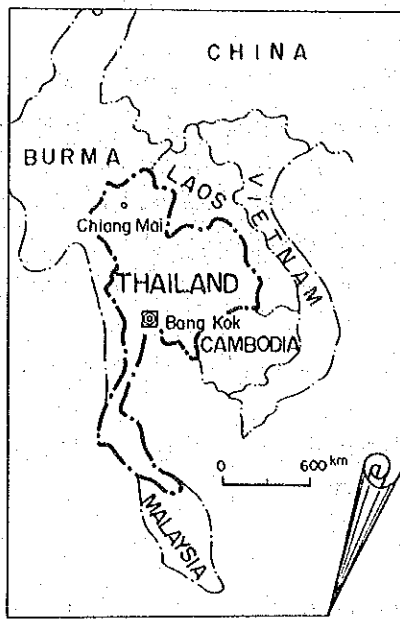 CHINA
BURMA
LAOS
VIETNAM
Chiang Mai
THAILAND
Bang Kok
CAMBODIA
0 600 km
MALAYSIA